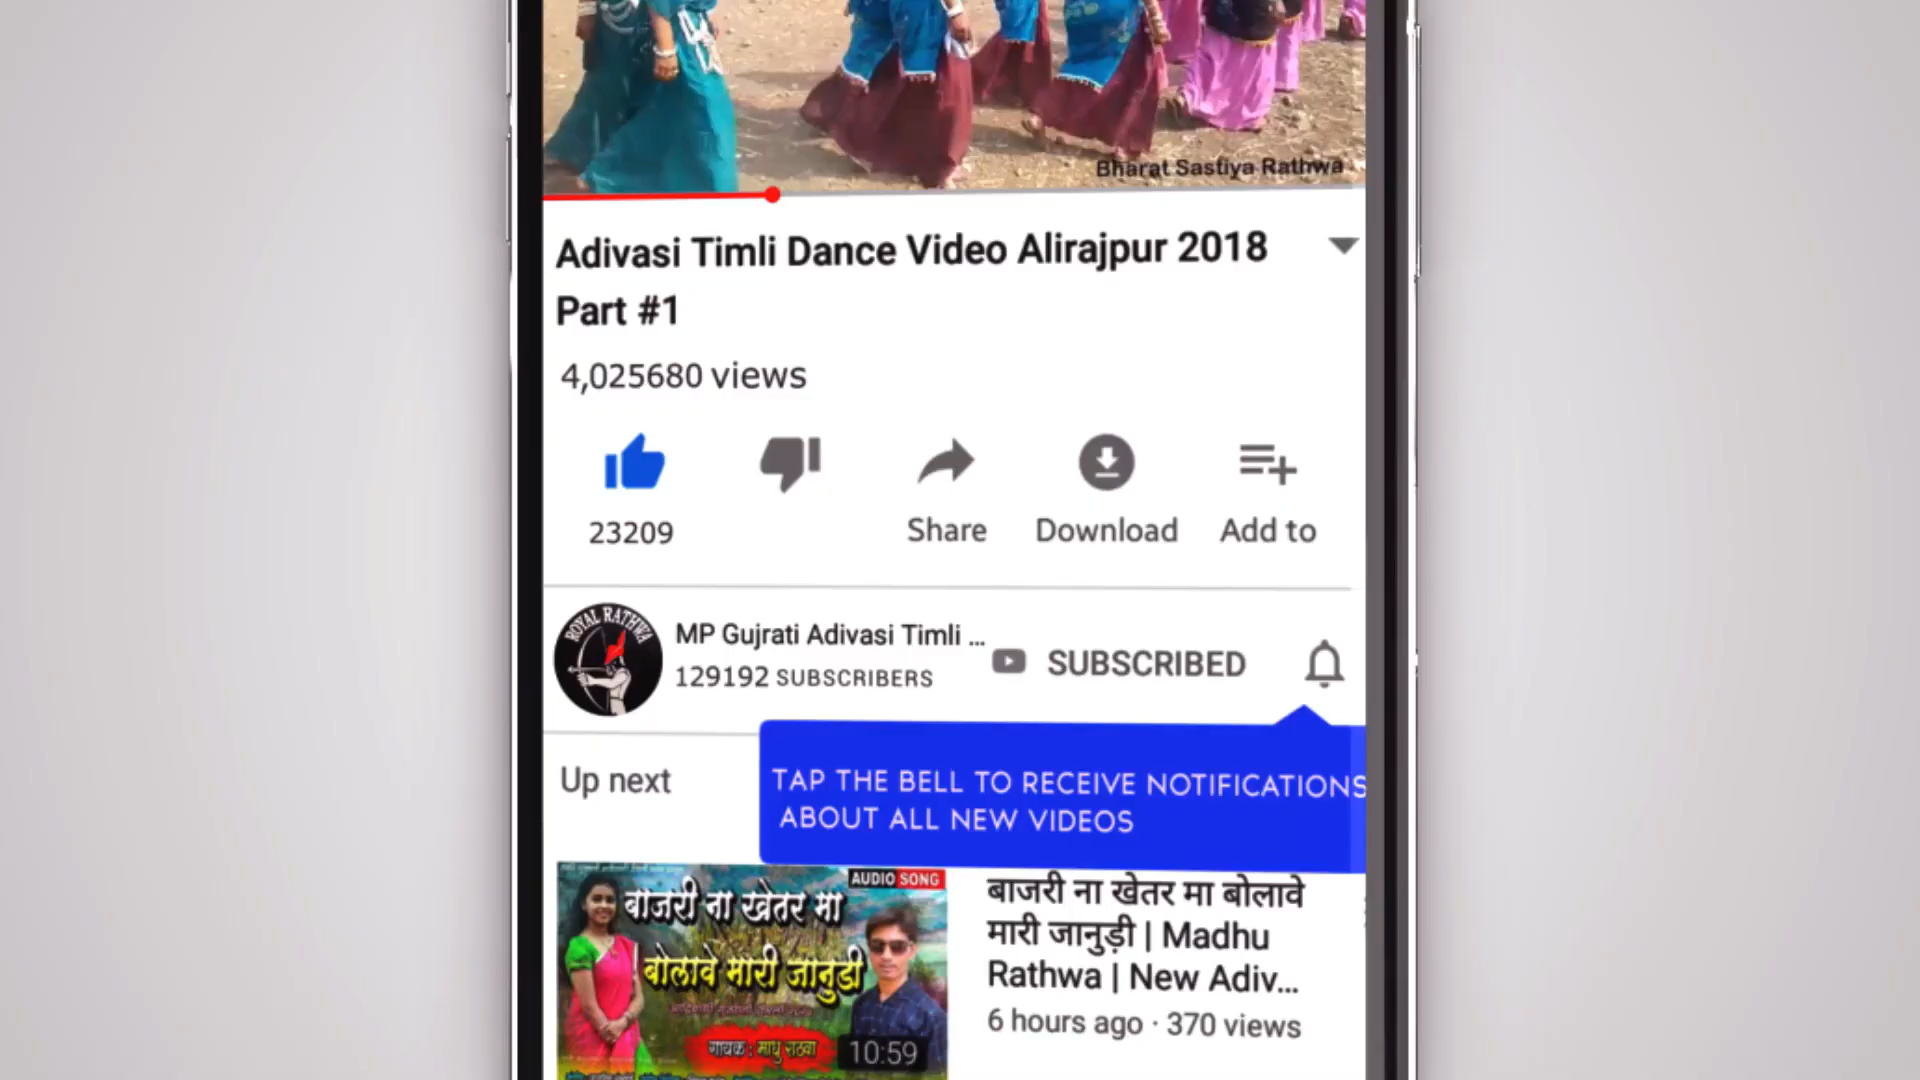 Bharat Sastiya Rathwa
Adivasi Timli Dance Video Alirajpur 2018
Part #1
4,025680 views
23209
Share
Download
Add to
ROYAL RATHWA
MP Gujrati Adivasi Timli ...
129192 SUBSCRIBERS
SUBSCRIBED
TAP THE BELL TO RECEIVE NOTIFICATIONS
ABOUT ALL NEW VIDEOS
Up next
AUDIO SONG
बाजरी ना खेतर मा
बोलावे मारी जानुडी
गायक : माधु राठवा
10:59
बाजरी ना खेतर मा बोलावे
मारी जानुड़ी | Madhu
Rathwa | New Adiv...
6 hours ago · 370 views